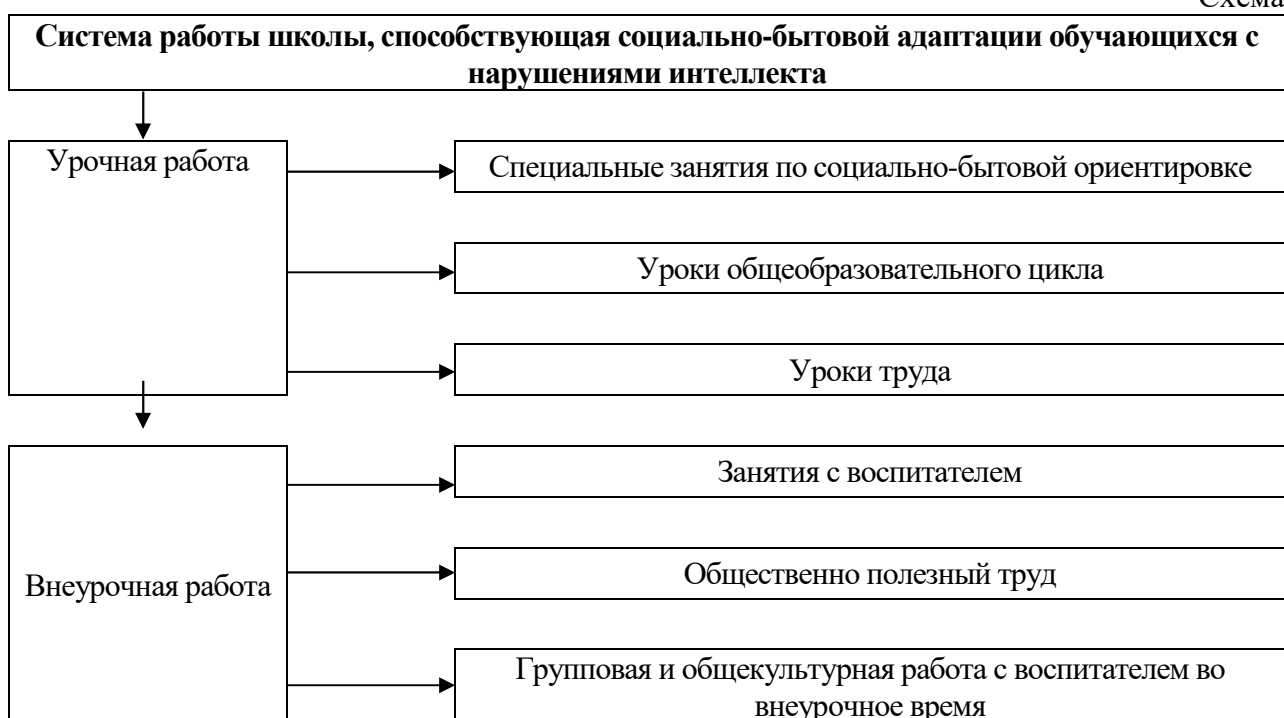 Схема
Система работы школы, способствующая социально-бытовой адаптации обучающихся с
нарушениями интеллекта
Урочная работа
Специальные занятия по социально-бытовой ориентировке
Уроки общеобразовательного цикла
Уроки труда
Внеурочная работа
Занятия с воспитателем
Общественно полезный труд
Групповая и общекультурная работа с воспитателем во
внеурочное время